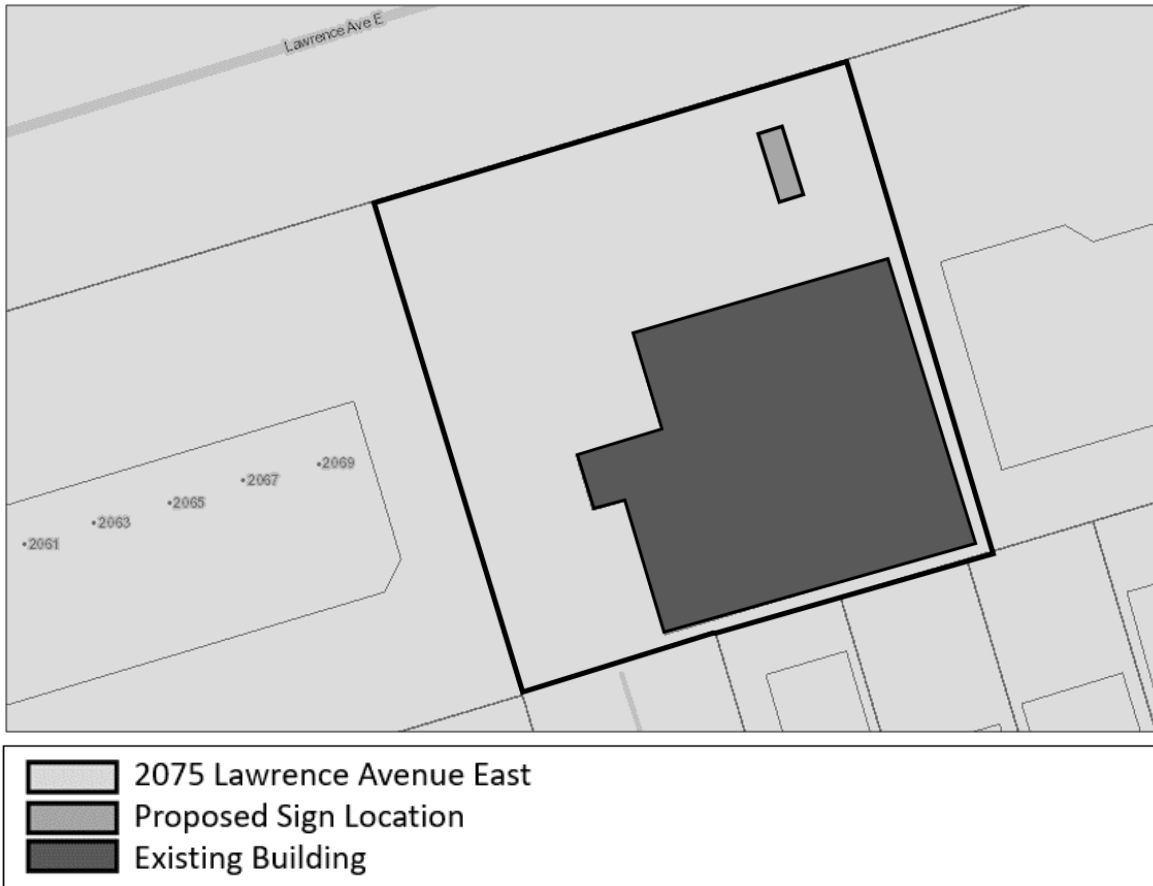 Lawrence Ave E
•2069
•2067
•2065
•2063
•2061
2075 Lawrence Avenue East
Proposed Sign Location
Existing Building